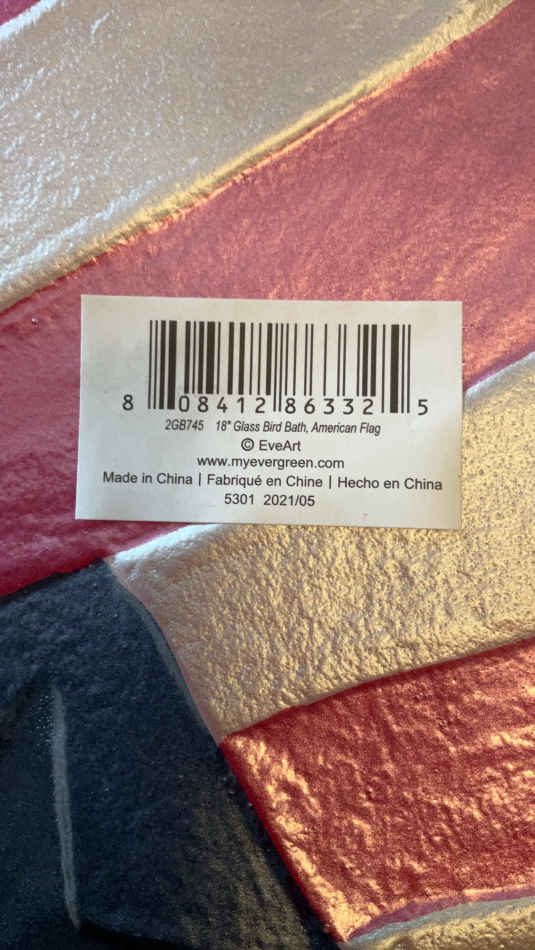 8 08412 86332 5
2GB745 18" Glass Bird Bath, American Flag
© EveArt
www.myevergreen.com
Made in China | Fabriqué en Chine | Hecho en China
5301 2021/05